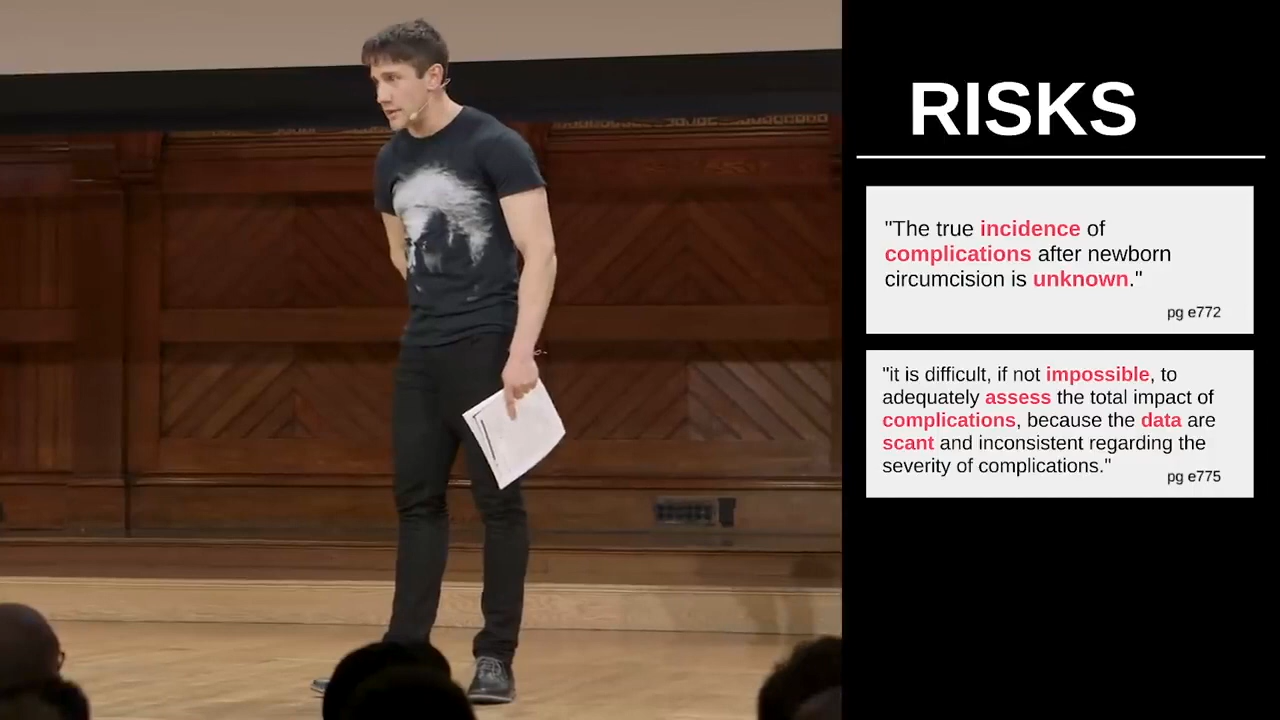 RISKS
"The true incidence of
complications after newborn
circumcision is unknown."
pg e772
"it is difficult, if not impossible, to
adequately assess the total impact of
complications, because the data are
scant and inconsistent regarding the
severity of complications."
pg e775